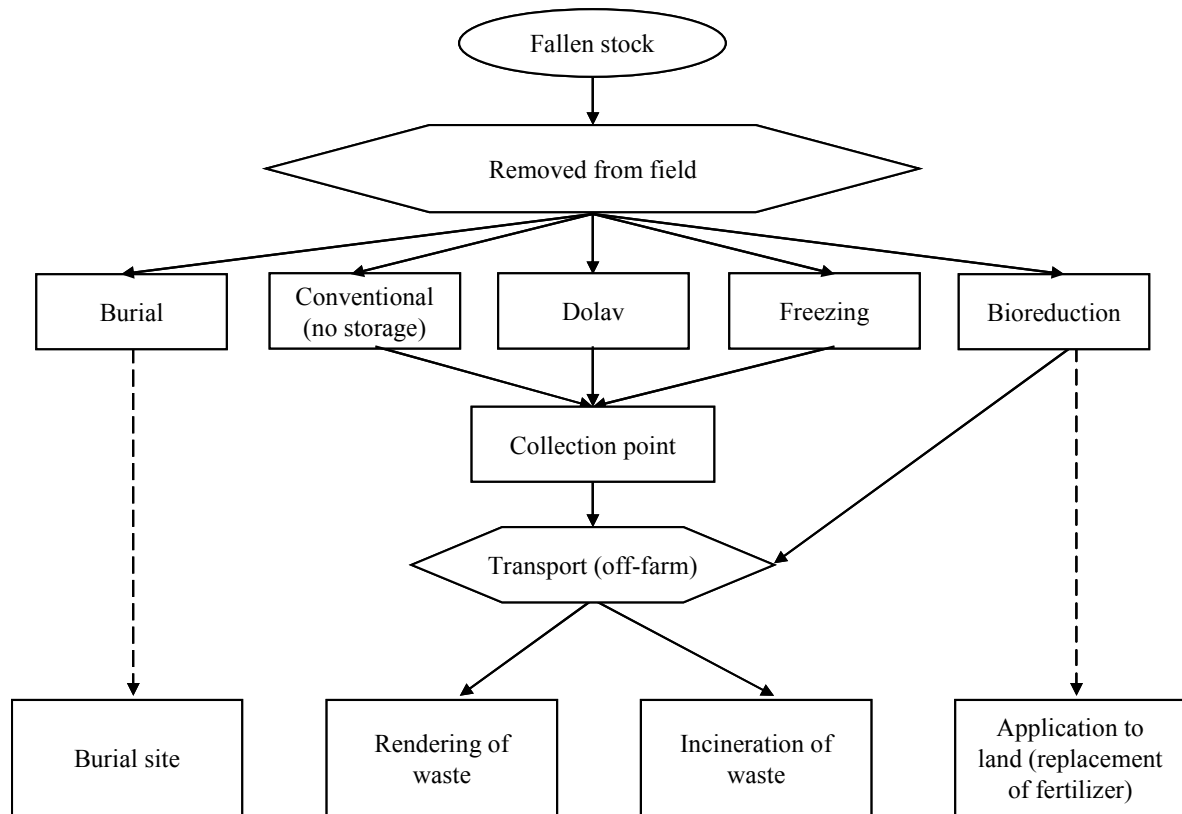 Fallen stock
Removed from field
Burial
Conventional
(no storage)
Dolav
Freezing
Bioreduction
Collection point
Transport (off-farm)
Burial site
Rendering of
waste
Incineration of
waste
Application to
land (replacement
of fertilizer)